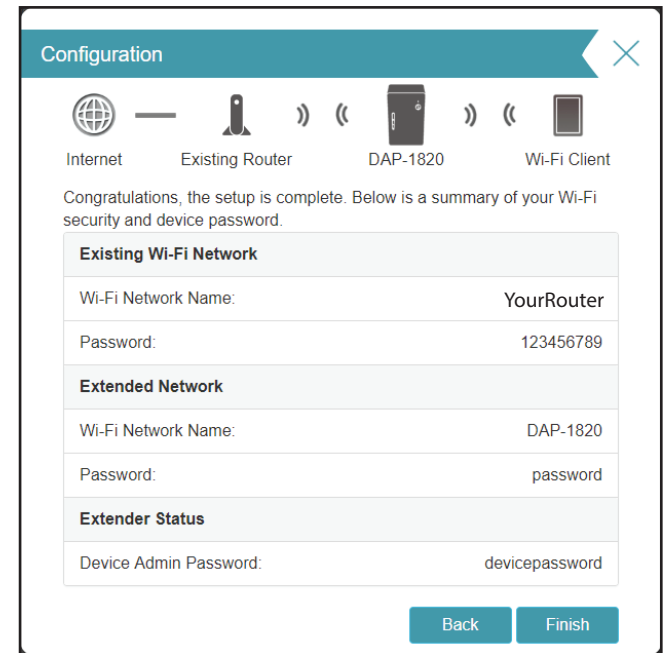 Configuration
Internet Existing Router DAP-1820 Wi-Fi Client
Congratulations, the setup is complete. Below is a summary of your Wi-Fi
security and device password.
Existing Wi-Fi Network
Wi-Fi Network Name: YourRouter
Password: 123456789
Extended Network
Wi-Fi Network Name: DAP-1820
Password: password
Extender Status
Device Admin Password: devicepassword
Back Finish